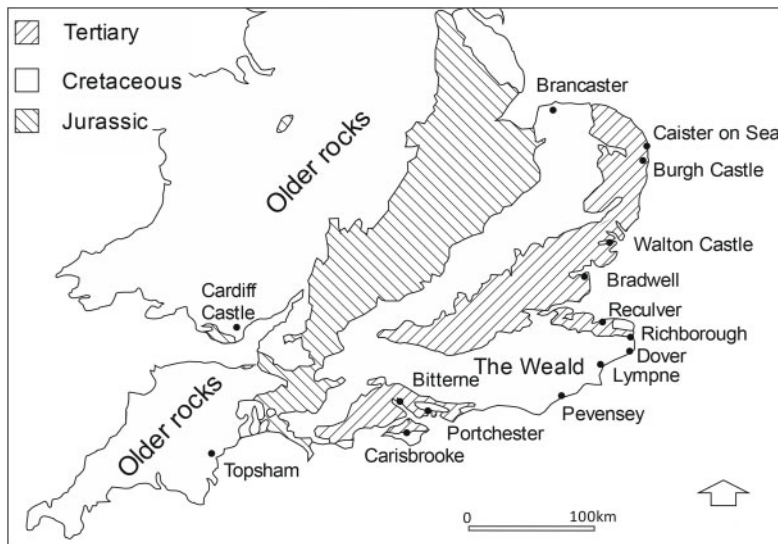 Tertiary
Cretaceous
Jurassic
Older rocks
Brancaster
Caister on Sea
Burgh Castle
Walton Castle
Bradwell
Cardiff
Castle
Reculver
Richborough
The Weald
Dover
Lympne
Older rocks
Bitterne
Pevensey
Portchester
Carisbrooke
Topsham
0 100km